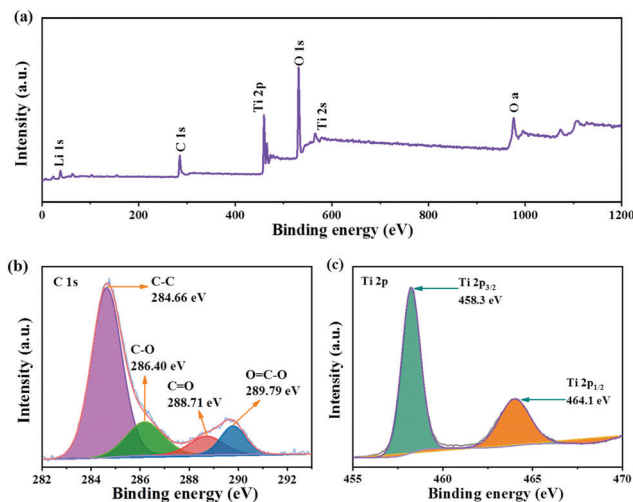 (a)
Intensity (a.u.)
Li 1s
C 1s
Ti 2p
O 1s
Ti 2s
O a
0 200 400 600 800 1000 1200
Binding energy (eV)
(b)
C 1s
Intensity (a.u.)
C-C
284.66 eV
C-O
286.40 eV
C=O
288.71 eV
O=C-O
289.79 eV
282 284 286 288 290 292
Binding energy (eV)
(c)
Ti 2p
Intensity (a.u.)
Ti 2p3/2
458.3 eV
Ti 2p1/2
464.1 eV
455 460 465 470
Binding energy (eV)